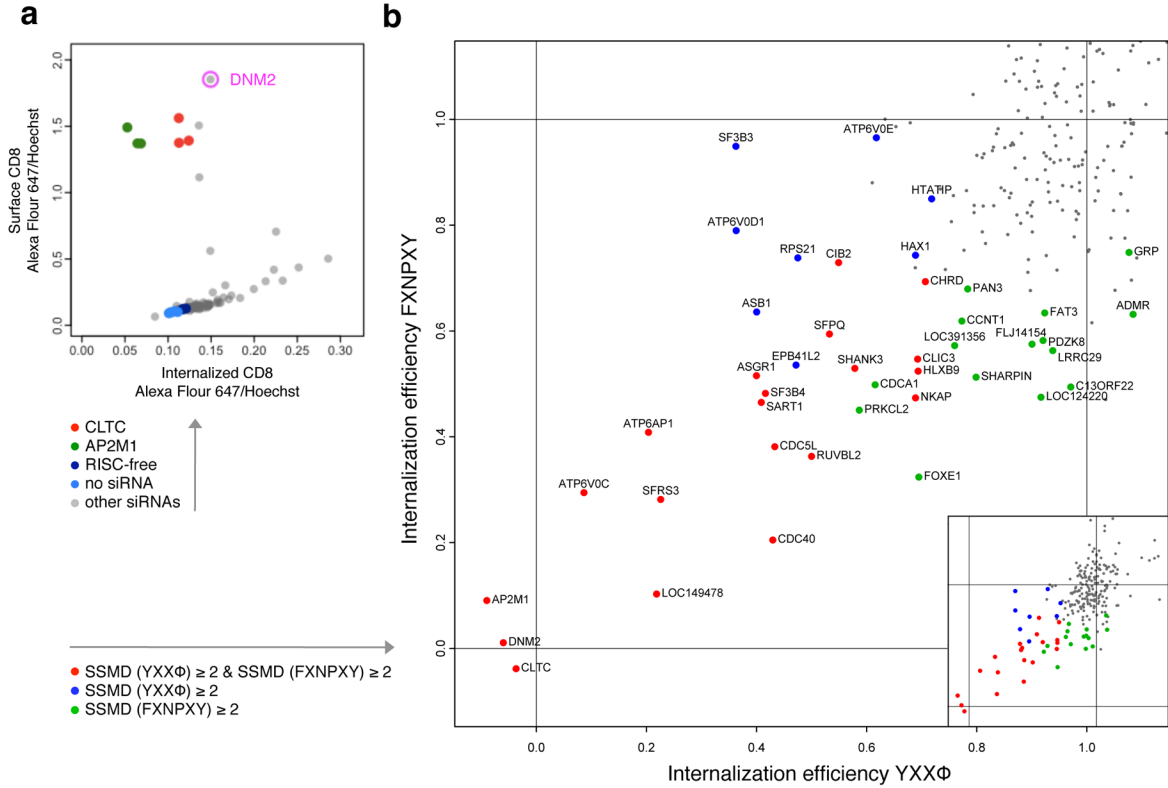 a
DNM2
Surface CD8
Alexa Flour 647/Hoechst
2.0
1.5
1.0
0.5
0.0
0.00
0.05
0.10
0.15
0.20
0.25
0.30
Internalized CD8
Alexa Flour 647/Hoechst
CLTC
AP2M1
RISC-free
no siRNA
other siRNAs
SSMD (YXXΦ) ≥ 2 & SSMD (FXNPXY) ≥ 2
SSMD (YXXΦ) ≥ 2
SSMD (FXNPXY) ≥ 2
b
Internalization efficiency FXNPXY
1.0
0.8
0.6
0.4
0.2
0.0
SF3B3
ATP6V0E
HTATIP
ATP6V0D1
RPS21
CIB2
HAX1
GRP
CHRD
PAN3
ASB1
SFPQ
CCNT1
FAT3
ADMR
LOC391356
FLJ14154
PDZK8
LRRC29
EPB41L2
SHANK3
CLIC3
HLXB9
ASGR1
SF3B4
SART1
CDCA1
SHARPIN
C13ORF22
NKAP
LOC124220
PRKCL2
ATP6AP1
CDC5L
RUVBL2
FOXE1
ATP6V0C
SFRS3
CDC40
LOC149478
AP2M1
DNM2
CLTC
0.0
0.2
0.4
0.6
0.8
1.0
Internalization efficiency YXXΦ